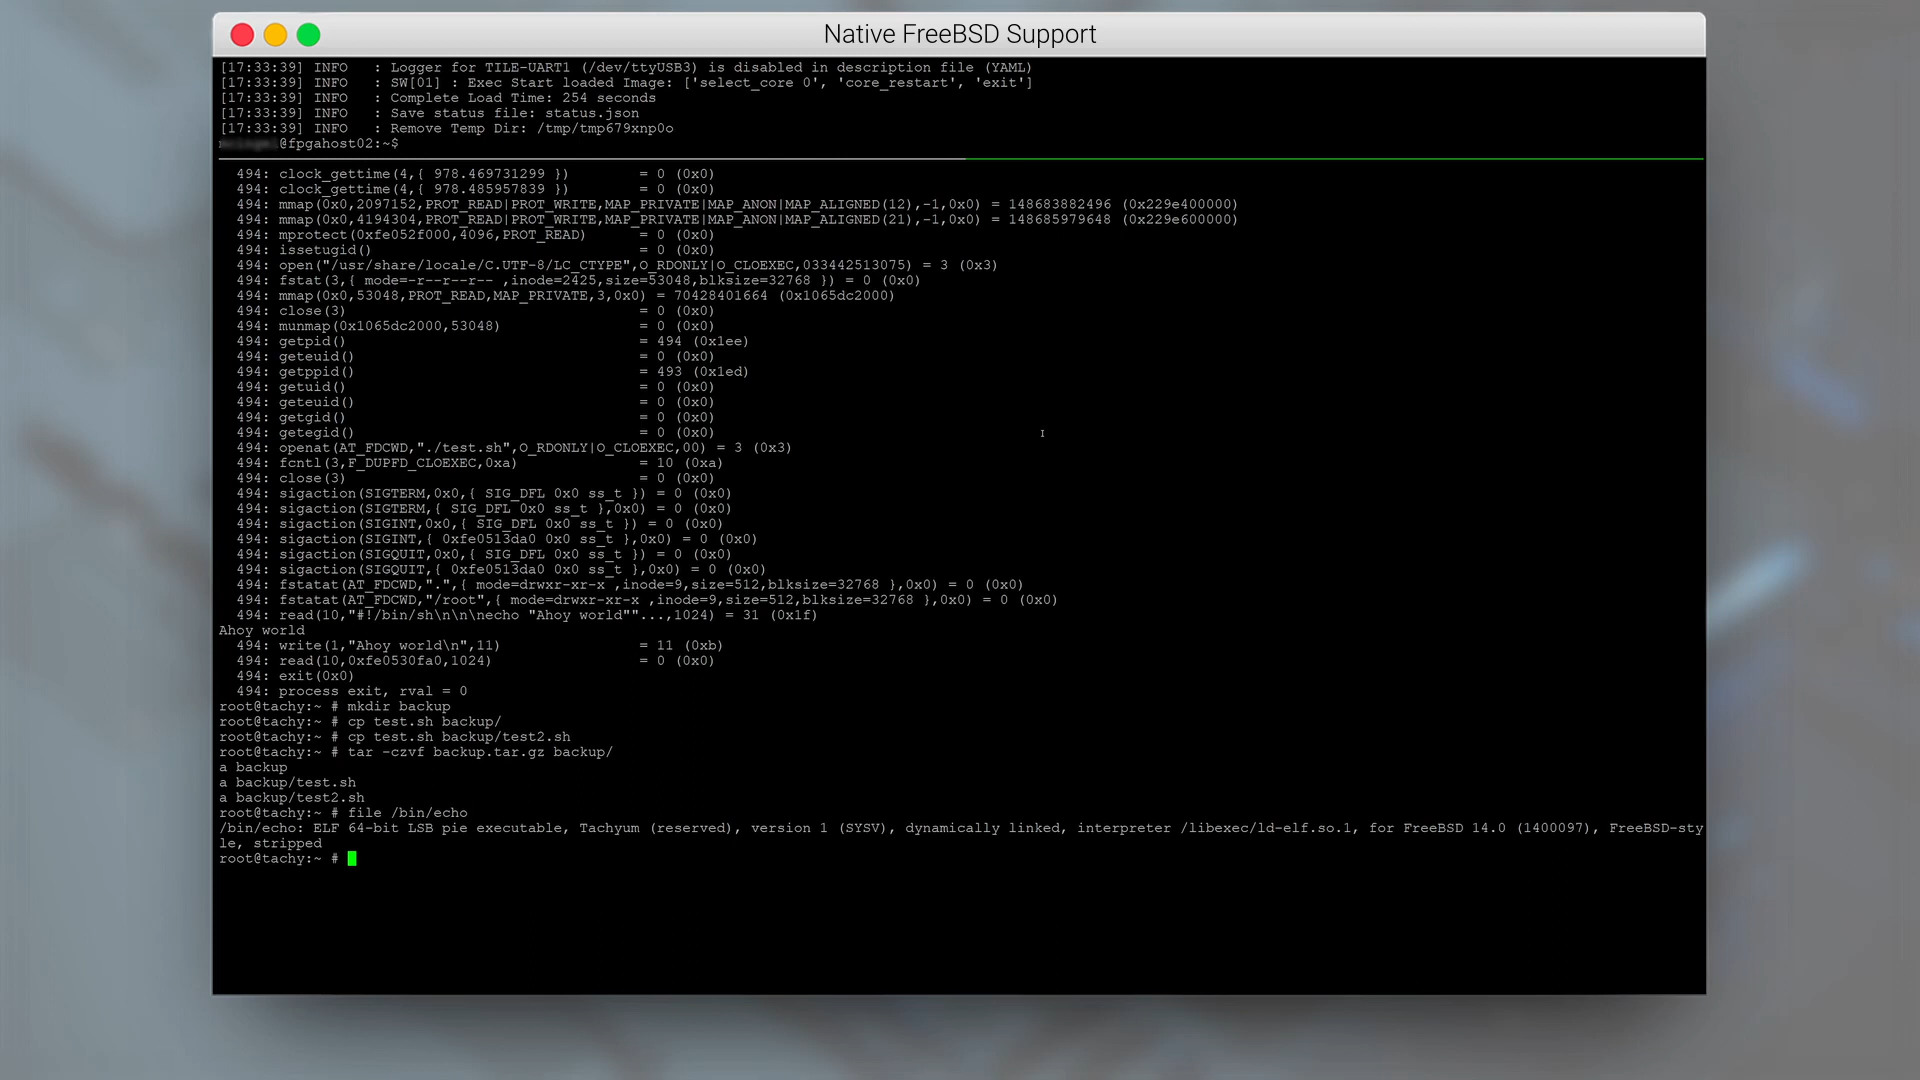 Native FreeBSD Support
[17:33:39] INFO   : Logger for TILE-UART1 (/dev/ttyUSB3) is disabled in description file (YAML)
[17:33:39] INFO   : SW[01] : Exec Start loaded Image: ['select_core 0', 'core_restart', 'exit']
[17:33:39] INFO   : Complete Load Time: 254 seconds
[17:33:39] INFO   : Save status file: status.json
[17:33:39] INFO   : Remove Temp Dir: /tmp/tmp679xnp0o
@fpgahost02:~$
494: clock_gettime(4,{ 978.469731299 })        = 0 (0x0)
494: clock_gettime(4,{ 978.485957839 })        = 0 (0x0)
494: mmap(0x0,2097152,PROT_READ|PROT_WRITE,MAP_PRIVATE|MAP_ANON|MAP_ALIGNED(12),-1,0x0) = 148683882496 (0x229e400000)
494: mmap(0x0,4194304,PROT_READ|PROT_WRITE,MAP_PRIVATE|MAP_ANON|MAP_ALIGNED(21),-1,0x0) = 148685979648 (0x229e600000)
494: mprotect(0xfe052f000,4096,PROT_READ)      = 0 (0x0)
494: issetugid()                               = 0 (0x0)
494: open("/usr/share/locale/C.UTF-8/LC_CTYPE",O_RDONLY|O_CLOEXEC,033442513075) = 3 (0x3)
494: fstat(3,{ mode=-r--r--r-- ,inode=2425,size=53048,blksize=32768 }) = 0 (0x0)
494: mmap(0x0,53048,PROT_READ,MAP_PRIVATE,3,0x0) = 70428401664 (0x1065dc2000)
494: close(3)                                  = 0 (0x0)
494: munmap(0x1065dc2000,53048)                = 0 (0x0)
494: getpid()                                  = 494 (0x1ee)
494: geteuid()                                 = 0 (0x0)
494: getppid()                                 = 493 (0x1ed)
494: getuid()                                  = 0 (0x0)
494: geteuid()                                 = 0 (0x0)
494: getgid()                                  = 0 (0x0)
494: getegid()                                 = 0 (0x0)
494: openat(AT_FDCWD,"./test.sh",O_RDONLY|O_CLOEXEC,00) = 3 (0x3)
494: fcntl(3,F_DUPFD_CLOEXEC,0xa)              = 10 (0xa)
494: close(3)                                  = 0 (0x0)
494: sigaction(SIGTERM,0x0,{ SIG_DFL 0x0 ss_t }) = 0 (0x0)
494: sigaction(SIGTERM,{ SIG_DFL 0x0 ss_t },0x0) = 0 (0x0)
494: sigaction(SIGINT,0x0,{ SIG_DFL 0x0 ss_t }) = 0 (0x0)
494: sigaction(SIGINT,{ 0xfe0513da0 0x0 ss_t },0x0) = 0 (0x0)
494: sigaction(SIGQUIT,0x0,{ SIG_DFL 0x0 ss_t }) = 0 (0x0)
494: sigaction(SIGQUIT,{ 0xfe0513da0 0x0 ss_t },0x0) = 0 (0x0)
494: fstatat(AT_FDCWD,".",{ mode=drwxr-xr-x ,inode=9,size=512,blksize=32768 },0x0) = 0 (0x0)
494: fstatat(AT_FDCWD,"/root",{ mode=drwxr-xr-x ,inode=9,size=512,blksize=32768 },0x0) = 0 (0x0)
494: read(10,"#!/bin/sh\n\n\necho "Ahoy world""...,1024) = 31 (0x1f)
Ahoy world
494: write(1,"Ahoy world\n",11)                = 11 (0xb)
494: read(10,0xfe0530fa0,1024)                 = 0 (0x0)
494: exit(0x0)
494: process exit, rval = 0
root@tachy:~ # mkdir backup
root@tachy:~ # cp test.sh backup/
root@tachy:~ # cp test.sh backup/test2.sh
root@tachy:~ # tar -czvf backup.tar.gz backup/
a backup
a backup/test.sh
a backup/test2.sh
root@tachy:~ # file /bin/echo
/bin/echo: ELF 64-bit LSB pie executable, Tachyum (reserved), version 1 (SYSV), dynamically linked, interpreter /libexec/ld-elf.so.1, for FreeBSD 14.0 (1400097), FreeBSD-sty
le, stripped
root@tachy:~ #